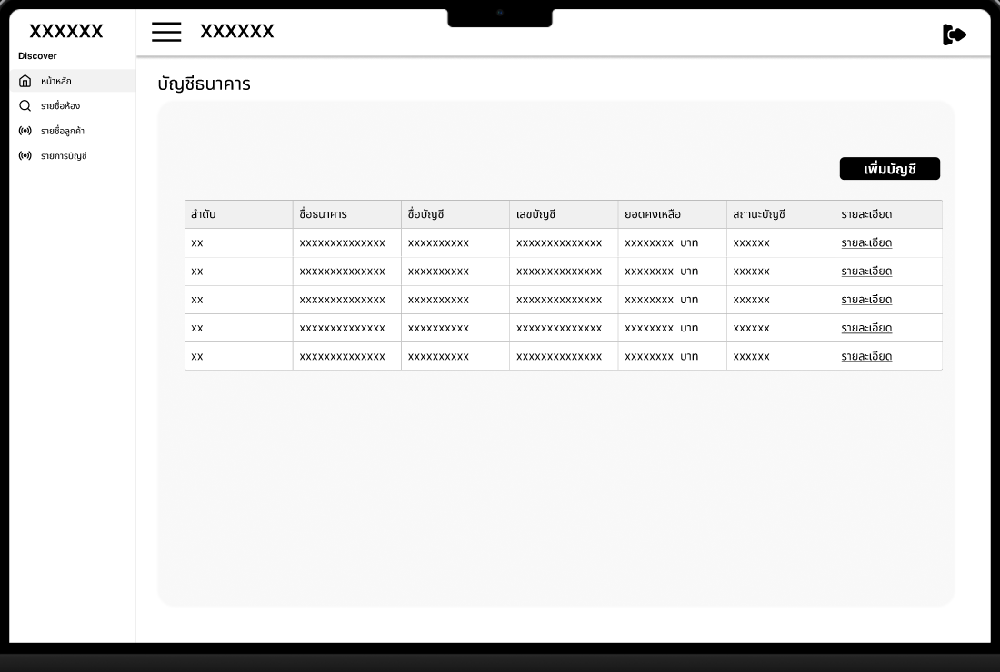 XXXXXX
Discover
หน้าหลัก
รายชื่อห้อง
รายชื่อลูกค้า
รายการบัญชี
XXXXXX
บัญชีธนาคาร
เพิ่มบัญชี
ลำดับ ชื่อธนาคาร ชื่อบัญชี เลขบัญชี ยอดคงเหลือ สถานะบัญชี รายละเอียด
xx xxxxxxxxxxxxxx xxxxxxxxxx xxxxxxxxxxxxxx xxxxxxxx บาท xxxxxx รายละเอียด
xx xxxxxxxxxxxxxx xxxxxxxxxx xxxxxxxxxxxxxx xxxxxxxx บาท xxxxxx รายละเอียด
xx xxxxxxxxxxxxxx xxxxxxxxxx xxxxxxxxxxxxxx xxxxxxxx บาท xxxxxx รายละเอียด
xx xxxxxxxxxxxxxx xxxxxxxxxx xxxxxxxxxxxxxx xxxxxxxx บาท xxxxxx รายละเอียด
xx xxxxxxxxxxxxxx xxxxxxxxxx xxxxxxxxxxxxxx xxxxxxxx บาท xxxxxx รายละเอียด